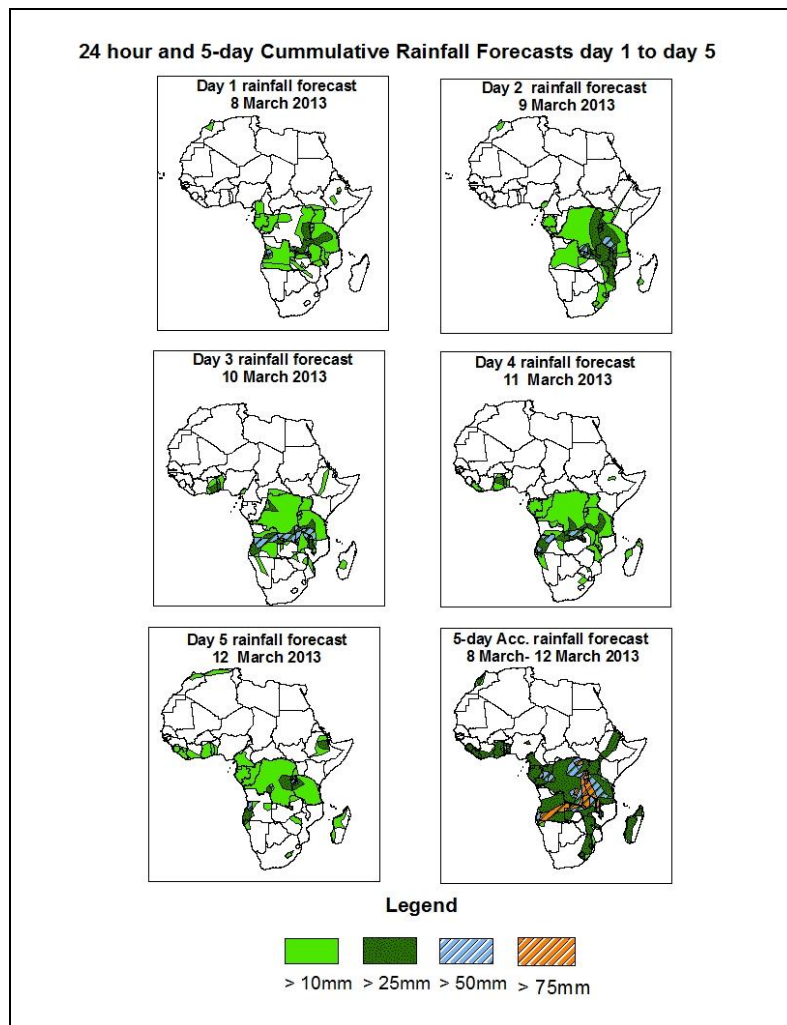 24 hour and 5-day Cummulative Rainfall Forecasts day 1 to day 5
Day 1 rainfall forecast
8 March 2013
Day 2  rainfall forecast
9 March 2013
Day 3 rainfall forecast
10 March 2013
Day 4 rainfall forecast
11  March 2013
Day 5 rainfall forecast
12  March 2013
5-day Acc. rainfall forecast
8 March- 12 March 2013
Legend
> 10mm > 25mm > 50mm > 75mm